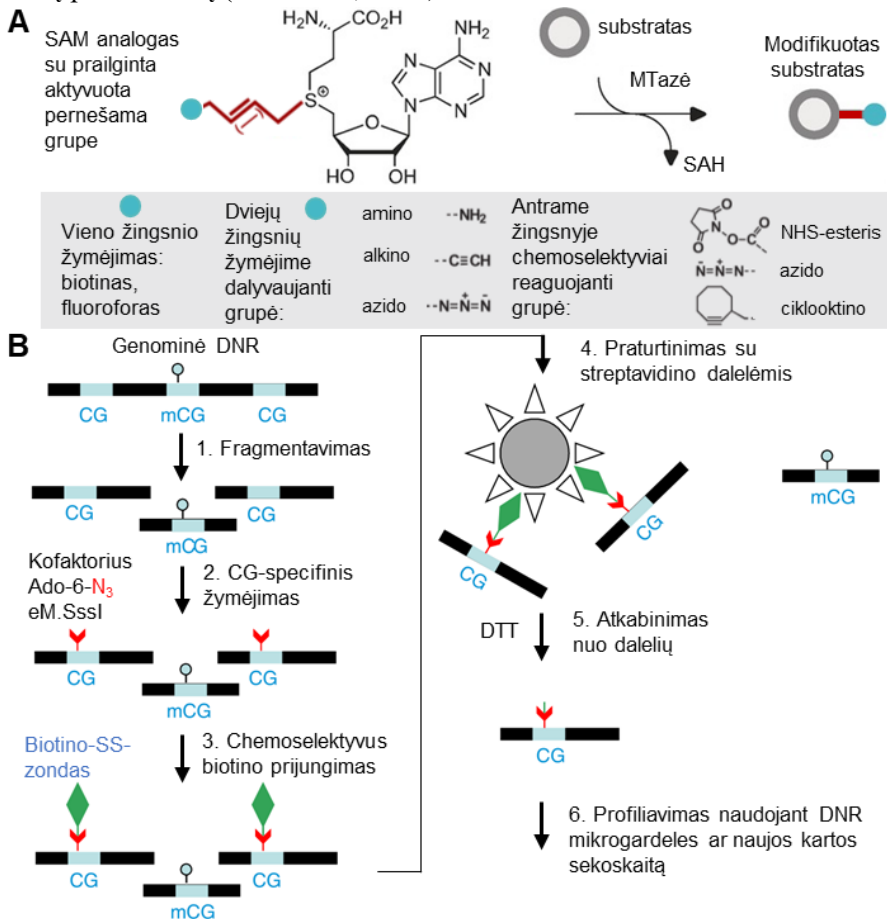 A
SAM analogas
su prailginta
aktyvuota
pernešama
grupe
H₂N
CO₂H
S
⊕
O
HO
OH
NH₂
N
N
N
N
substratas
MTazė
SAH
Modifikuotas
substratas
Vieno žingsnio
žymėjimas:
biotinas,
fluoroforas
Dviejų
žingsnių
žymėjime
dalyvaujanti
grupė:
amino
--NH₂
alkino
--C≡CH
azido
--N=N=N
+ −
Antrame
žingsnyje
chemoselektyviai
reaguojanti
grupė:
O
N
O
O-C
O
NHS-esteris
− +
N=N=N--
azido
ciklooktino
B
Genominė DNR
CG
mCG
CG
1. Fragmentavimas
CG
mCG
CG
Kofaktorius
Ado-6-N₃
eM.SssI
2. CG-specifinis
žymėjimas
CG
mCG
CG
Biotino-SS-
zondas
3. Chemoselektyvus
biotino prijungimas
CG
mCG
CG
4. Praturtinimas su
streptavidino dalelėmis
CG
CG
mCG
DTT
5. Atkabinimas
nuo dalelių
CG
6. Profiliavimas naudojant DNR
mikrogardeles ar naujos kartos
sekoskaitą